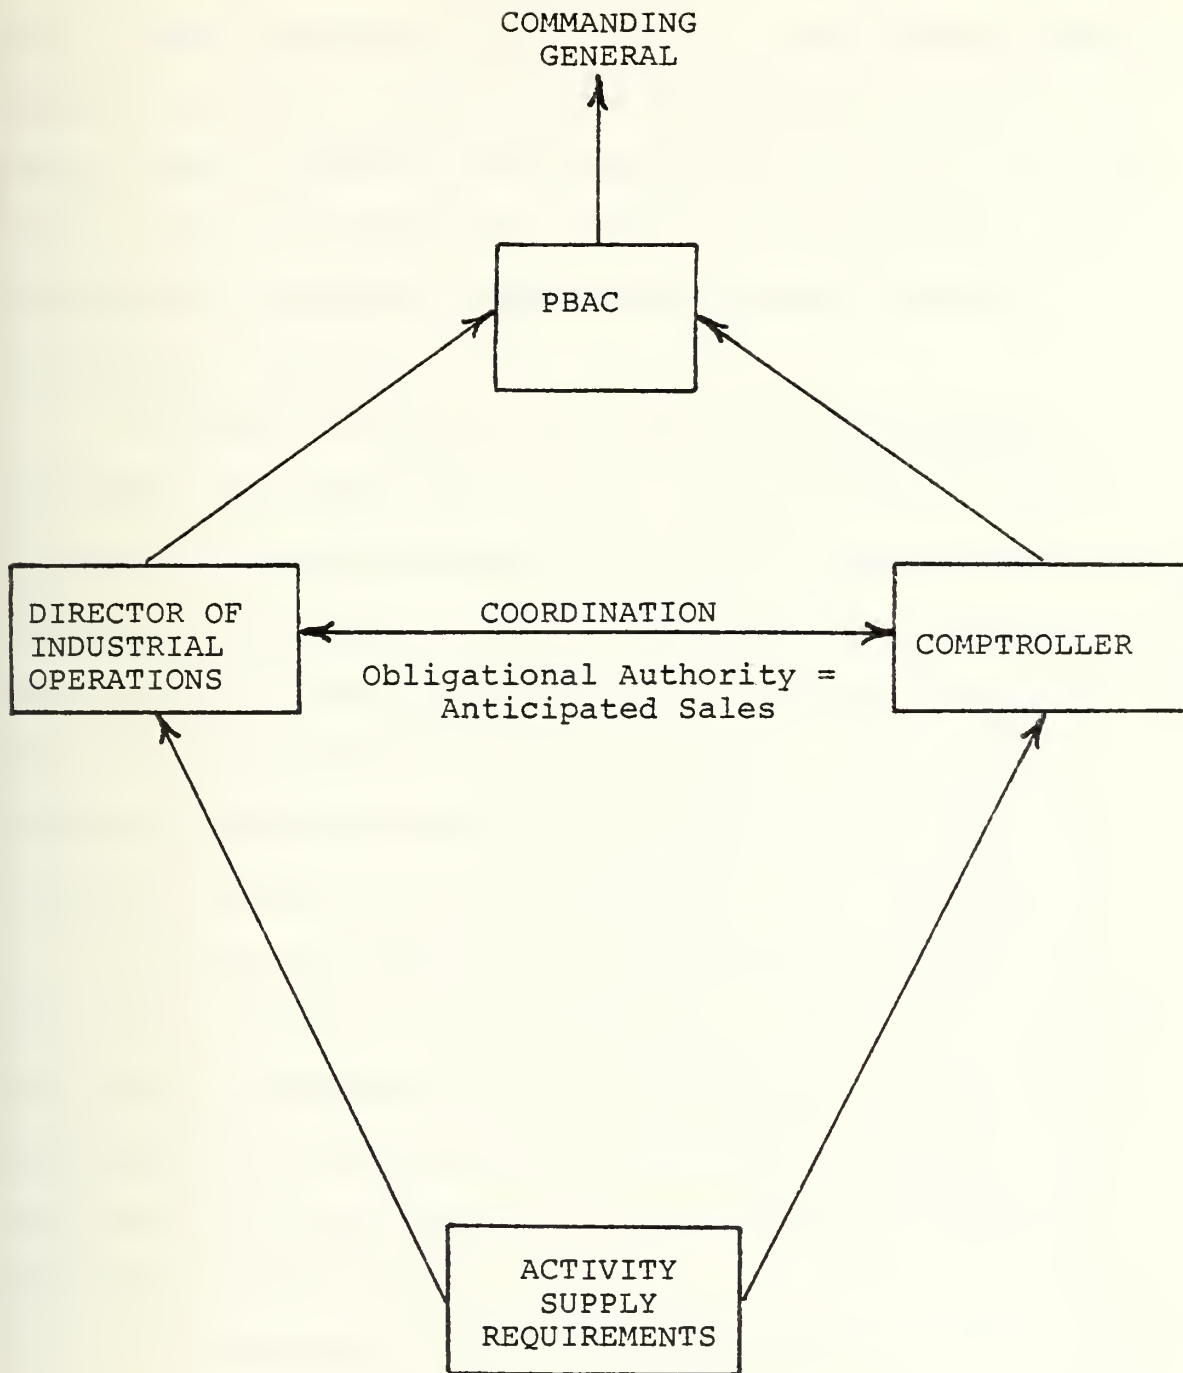 COMMANDING
GENERAL
PBAC
DIRECTOR OF
INDUSTRIAL
OPERATIONS
COORDINATION
Obligational Authority =
Anticipated Sales
COMPTROLLER
ACTIVITY
SUPPLY
REQUIREMENTS